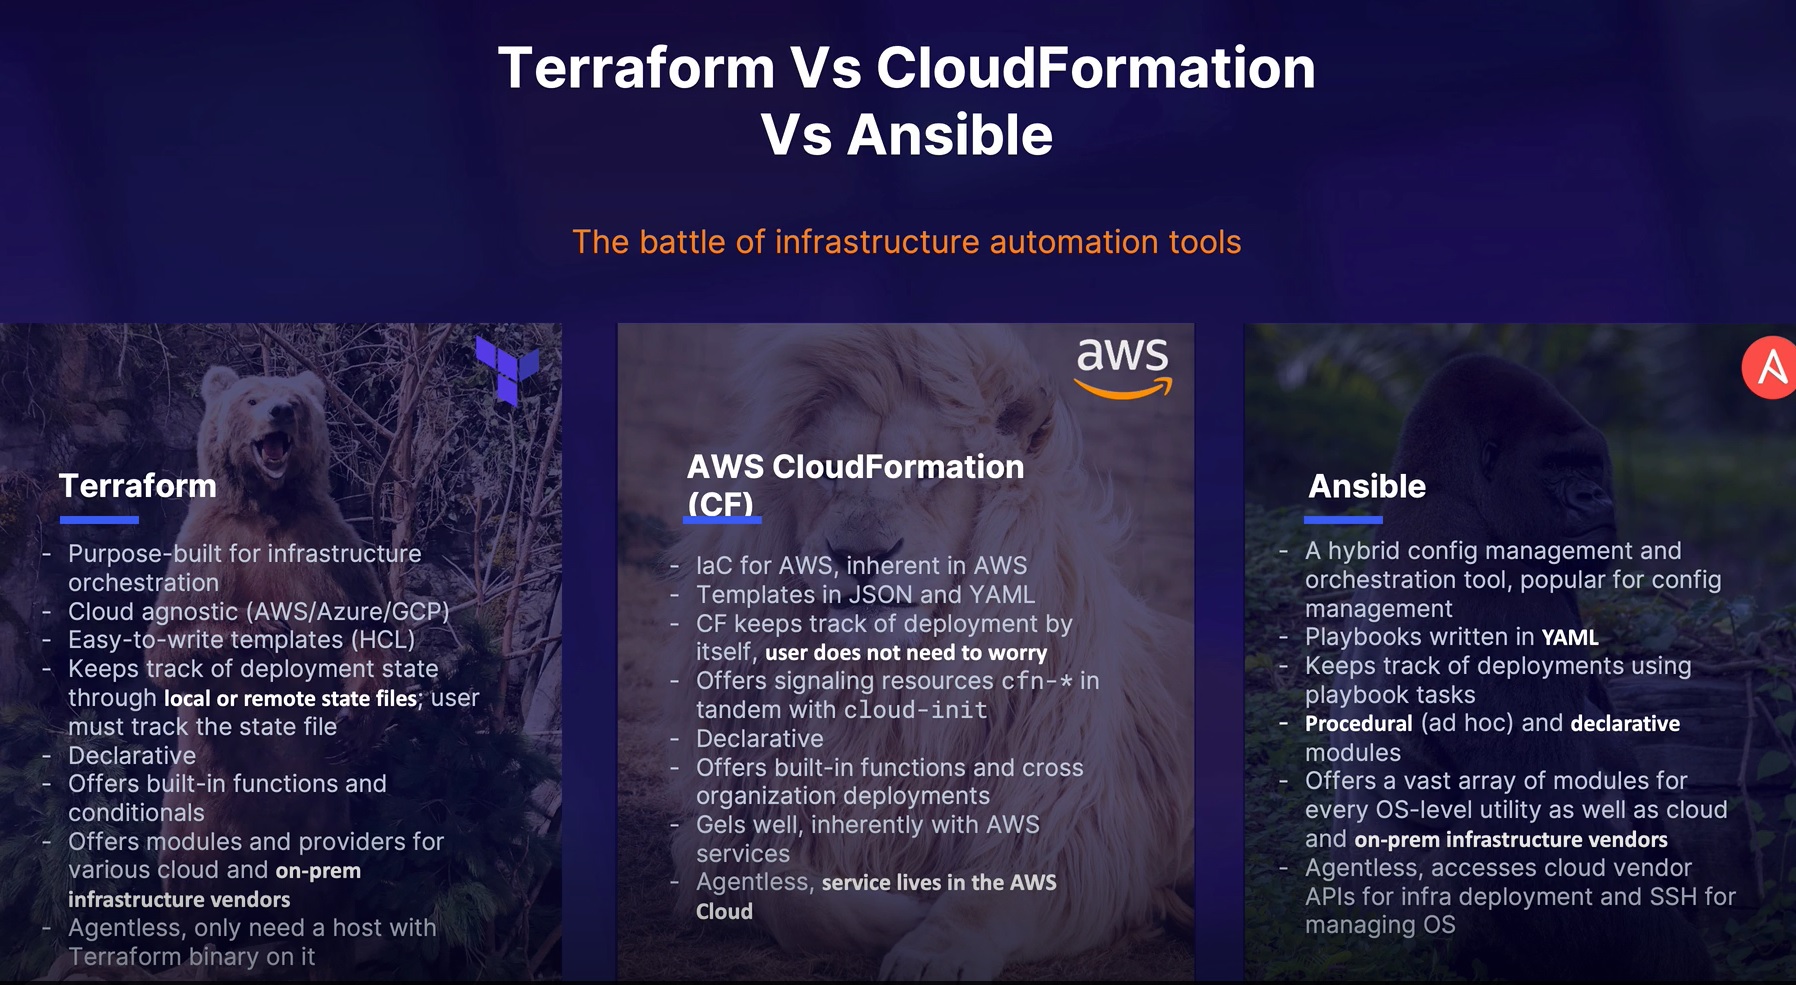 Terraform Vs CloudFormation
Vs Ansible
The battle of infrastructure automation tools
Terraform
- Purpose-built for infrastructure
orchestration
- Cloud agnostic (AWS/Azure/GCP)
- Easy-to-write templates (HCL)
- Keeps track of deployment state
through local or remote state files; user
must track the state file
- Declarative
- Offers built-in functions and
conditionals
- Offers modules and providers for
various cloud and on-prem
infrastructure vendors
- Agentless, only need a host with
Terraform binary on it
aws
AWS CloudFormation
(CF)
- IaC for AWS, inherent in AWS
- Templates in JSON and YAML
- CF keeps track of deployment by
itself, user does not need to worry
- Offers signaling resources cfn-* in
tandem with cloud-init
- Declarative
- Offers built-in functions and cross
organization deployments
- Gels well, inherently with AWS
services
- Agentless, service lives in the AWS
Cloud
A
Ansible
- A hybrid config management and
orchestration tool, popular for config
management
- Playbooks written in YAML
- Keeps track of deployments using
playbook tasks
- Procedural (ad hoc) and declarative
modules
- Offers a vast array of modules for
every OS-level utility as well as cloud
and on-prem infrastructure vendors
- Agentless, accesses cloud vendor
APIs for infra deployment and SSH for
managing OS